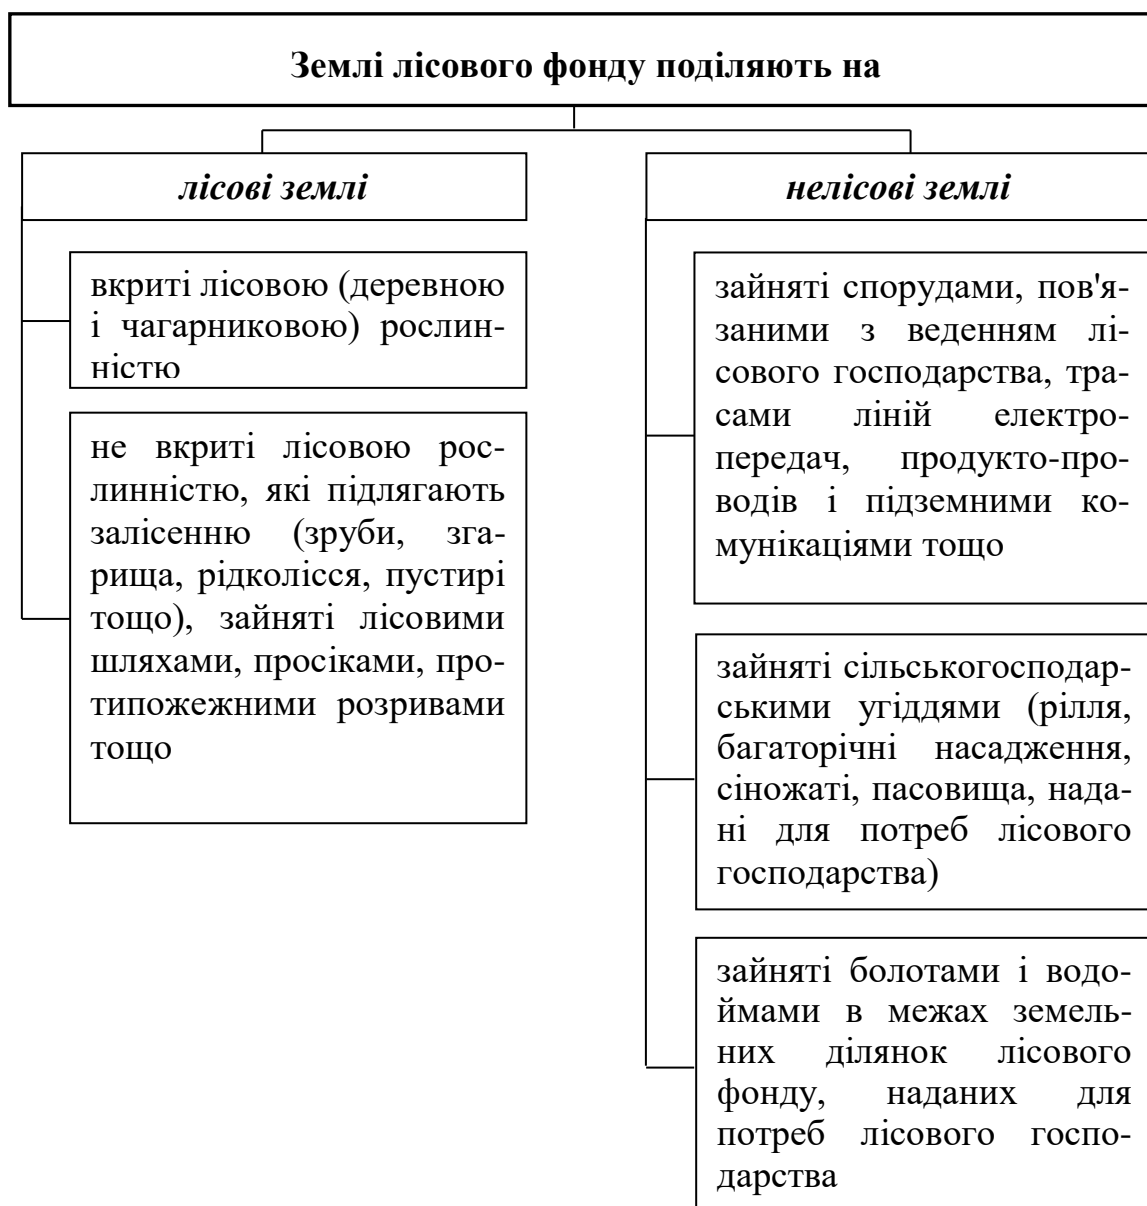 Землі лісового фонду поділяють на
лісові землі
вкриті лісовою (деревною
і чагарниковою) рослин-
ністю
не вкриті лісовою рос-
линністю, які підлягають
залісенню (зруби, зга-
рища, рідколісся, пустирі
тощо), зайняті лісовими
шляхами, просіками, про-
типожежними розривами
тощо
нелісові землі
зайняті спорудами, пов'я-
заними з веденням лі-
сового господарства, тра-
сами ліній електро-
передач, продукто-про-
водів і підземними ко-
мунікаціями тощо
зайняті сільськогосподар-
ськими угіддями (рілля,
багаторічні насадження,
сіножаті, пасовища, нада-
ні для потреб лісового
господарства)
зайняті болотами і водо-
ймами в межах земель-
них ділянок лісового
фонду, наданих для
потреб лісового госпо-
дарства